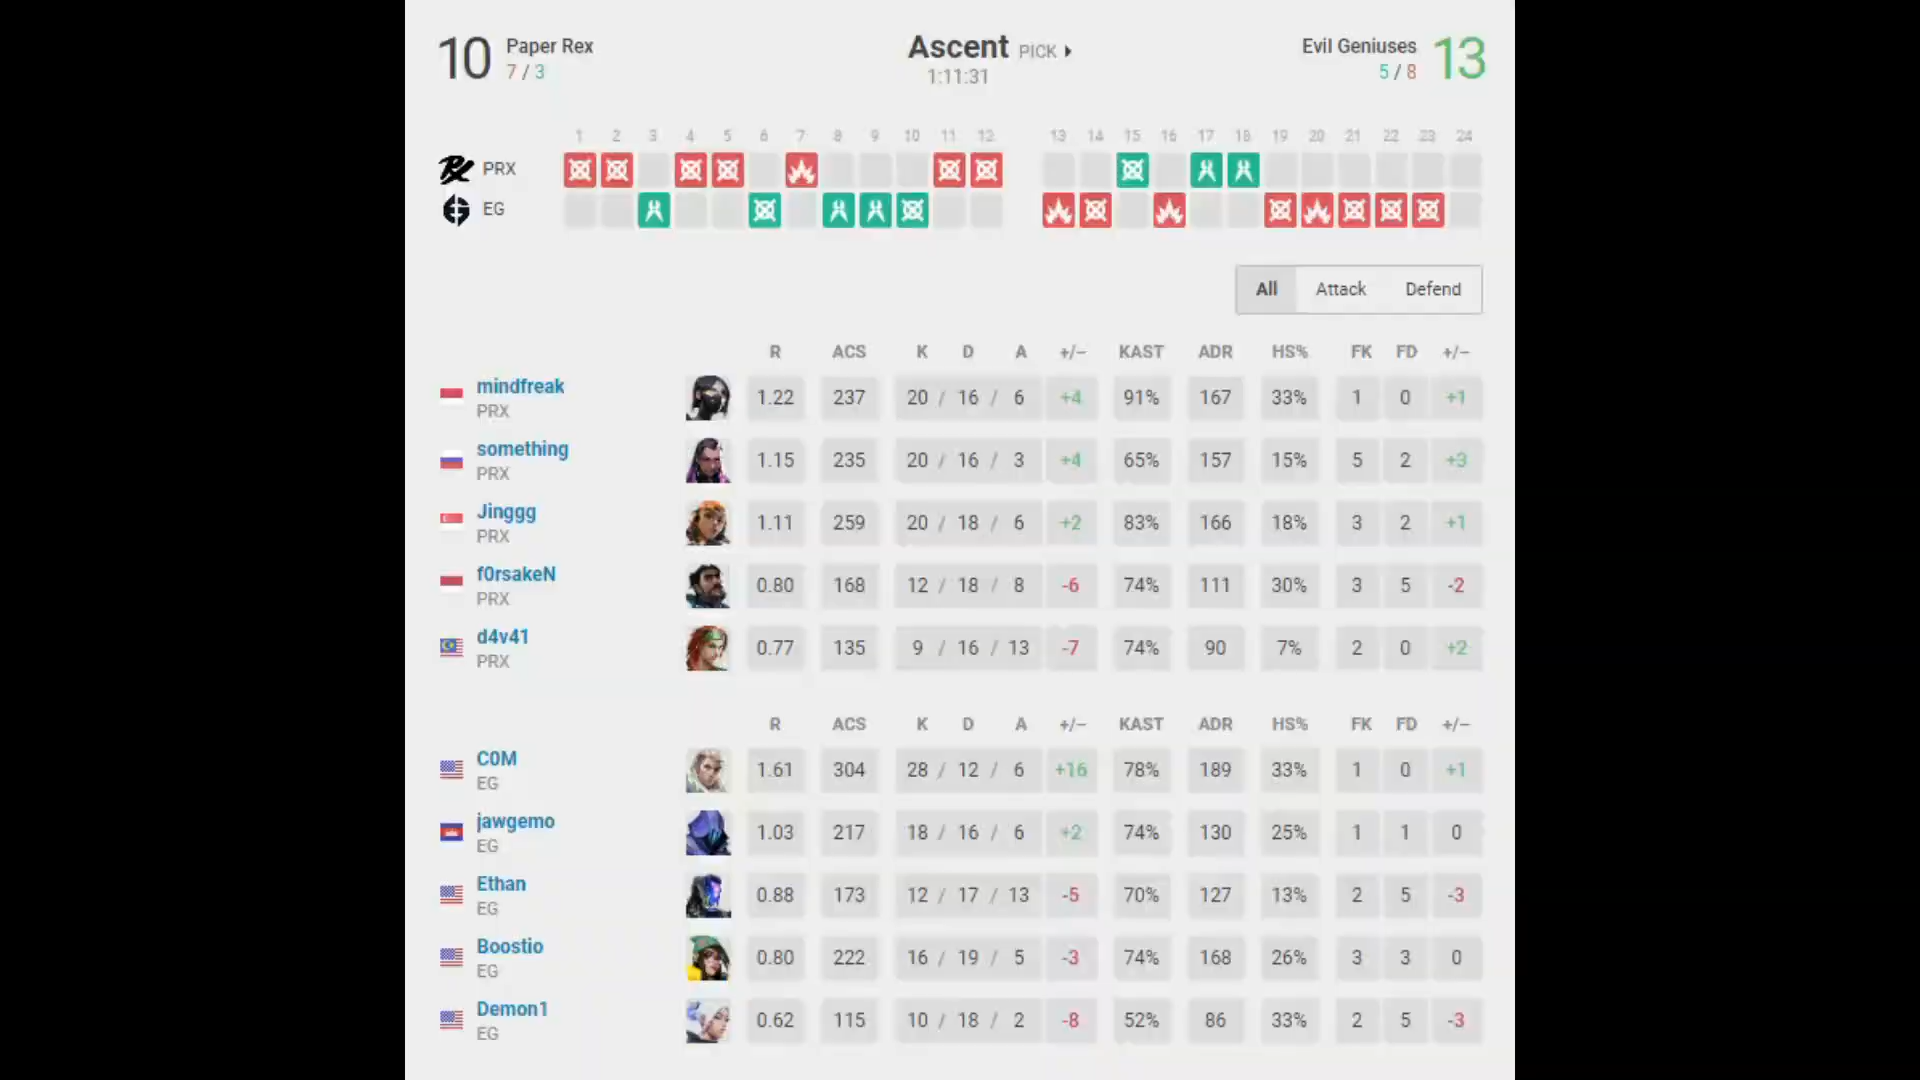 10 Paper Rex Ascent PICK Evil Geniuses 13
7 / 3 1:11:31 5 / 8
1 2 3 4 5 6 7 8 9 10 11 12 13 14 15 16 17 18 19 20 21 22 23 24
PRX
EG
All Attack Defend
R ACS K D A +/– KAST ADR HS% FK FD +/–
mindfreak
PRX
1.22 237 20 / 16 / 6 +4 91% 167 33% 1 0 +1
something
PRX
1.15 235 20 / 16 / 3 +4 65% 157 15% 5 2 +3
Jinggg
PRX
1.11 259 20 / 18 / 6 +2 83% 166 18% 3 2 +1
f0rsakeN
PRX
0.80 168 12 / 18 / 8 -6 74% 111 30% 3 5 -2
d4v41
PRX
0.77 135 9 / 16 / 13 -7 74% 90 7% 2 0 +2
R ACS K D A +/– KAST ADR HS% FK FD +/–
C0M
EG
1.61 304 28 / 12 / 6 +16 78% 189 33% 1 0 +1
jawgemo
EG
1.03 217 18 / 16 / 6 +2 74% 130 25% 1 1 0
Ethan
EG
0.88 173 12 / 17 / 13 -5 70% 127 13% 2 5 -3
Boostio
EG
0.80 222 16 / 19 / 5 -3 74% 168 26% 3 3 0
Demon1
EG
0.62 115 10 / 18 / 2 -8 52% 86 33% 2 5 -3